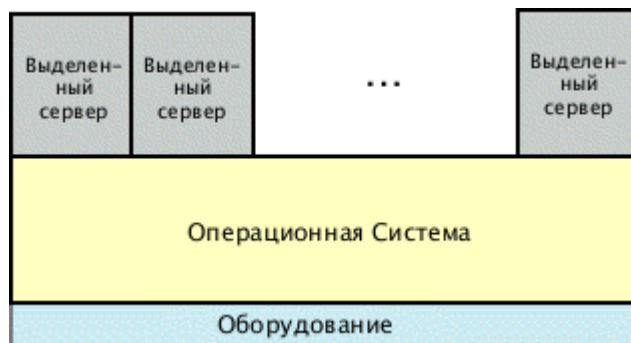 Выделен-
ный
сервер
Выделен-
ный
сервер
...
Выделен-
ный
сервер
Операционная Система
Оборудование